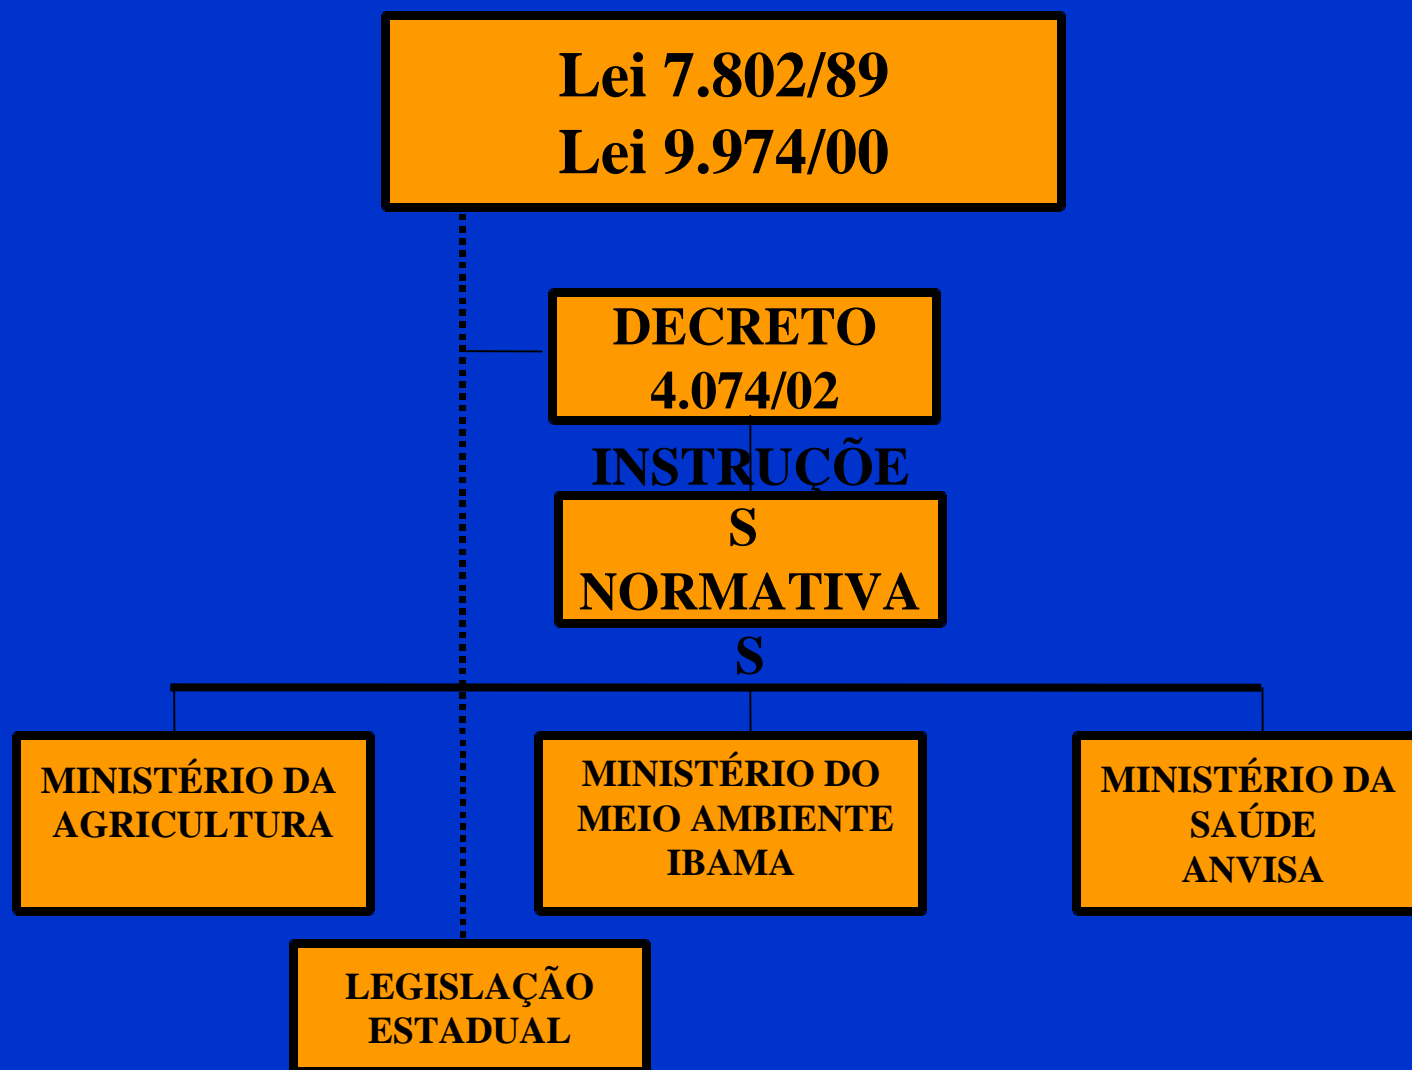 Lei 7.802/89
Lei 9.974/00
DECRETO
4.074/02
INSTRUÇÕE
S
NORMATIVA
S
MINISTÉRIO DA
AGRICULTURA
MINISTÉRIO DO
MEIO AMBIENTE
IBAMA
MINISTÉRIO DA
SAÚDE
ANVISA
LEGISLAÇÃO
ESTADUAL